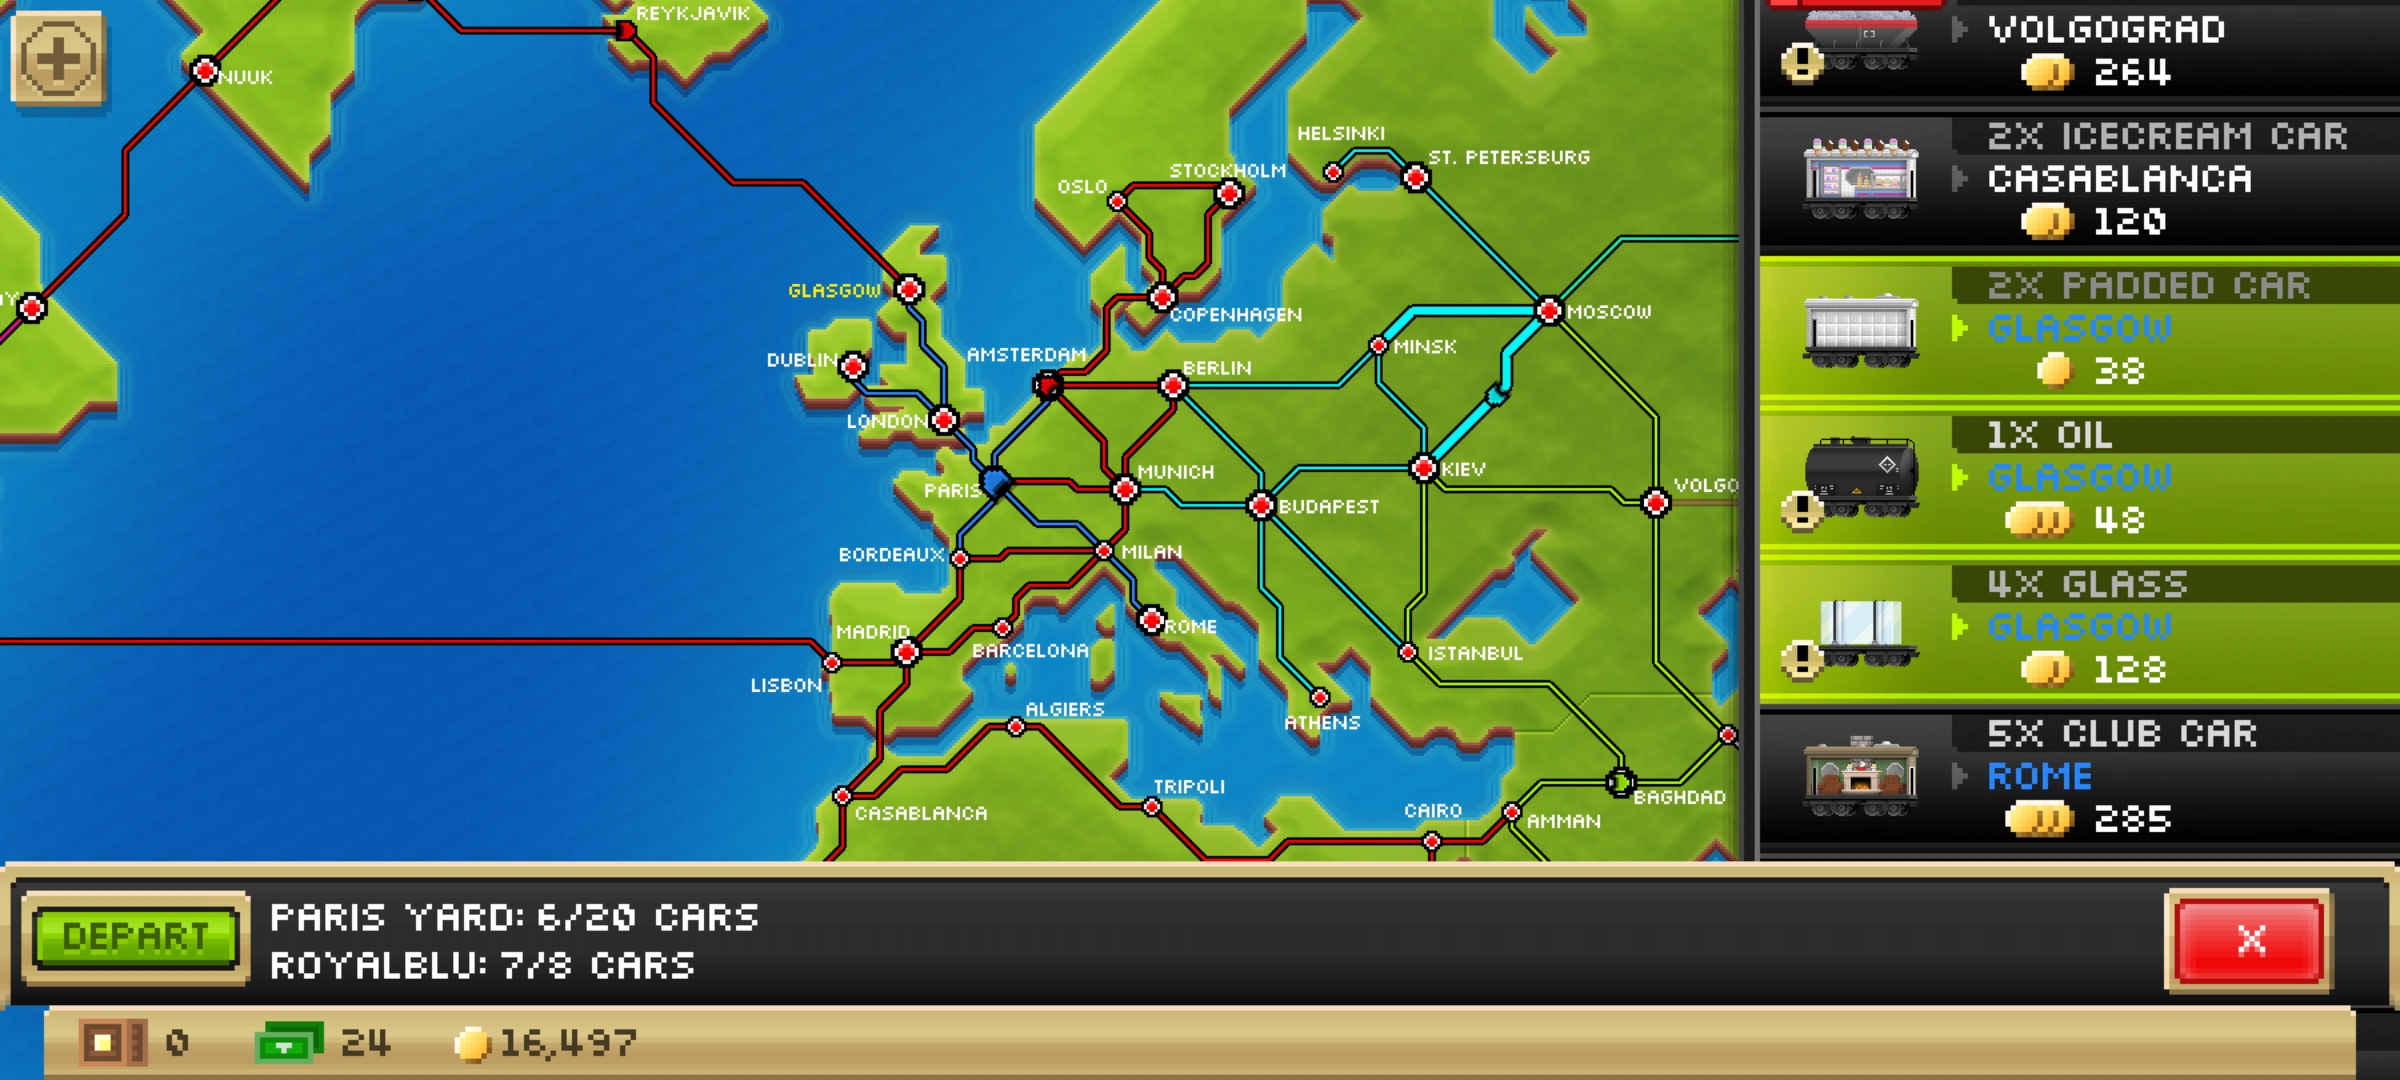 REYKJAVIK
NUUK
HELSINKI
ST. PETERSBURG
STOCKHOLM
OSLO
GLASGOW
COPENHAGEN
MOSCOW
MINSK
AMSTERDAM
DUBLIN
BERLIN
LONDON
MUNICH
KIEV
PARIS
VOLGO
BUDAPEST
BORDEAUX
MILAN
MADRID
ROME
BARCELONA
ISTANBUL
LISBON
ALGIERS
ATHENS
TRIPOLI
CASABLANCA
CAIRO
AMMAN
BAGHDAD
VOLGOGRAD
264
2X ICECREAM CAR
CASABLANCA
120
2X PADDED CAR
GLASGOW
38
1X OIL
GLASGOW
48
4X GLASS
GLASGOW
128
5X CLUB CAR
ROME
285
DEPART
PARIS YARD: 6/20 CARS
ROYALBLU: 7/8 CARS
X
0
24
16,497